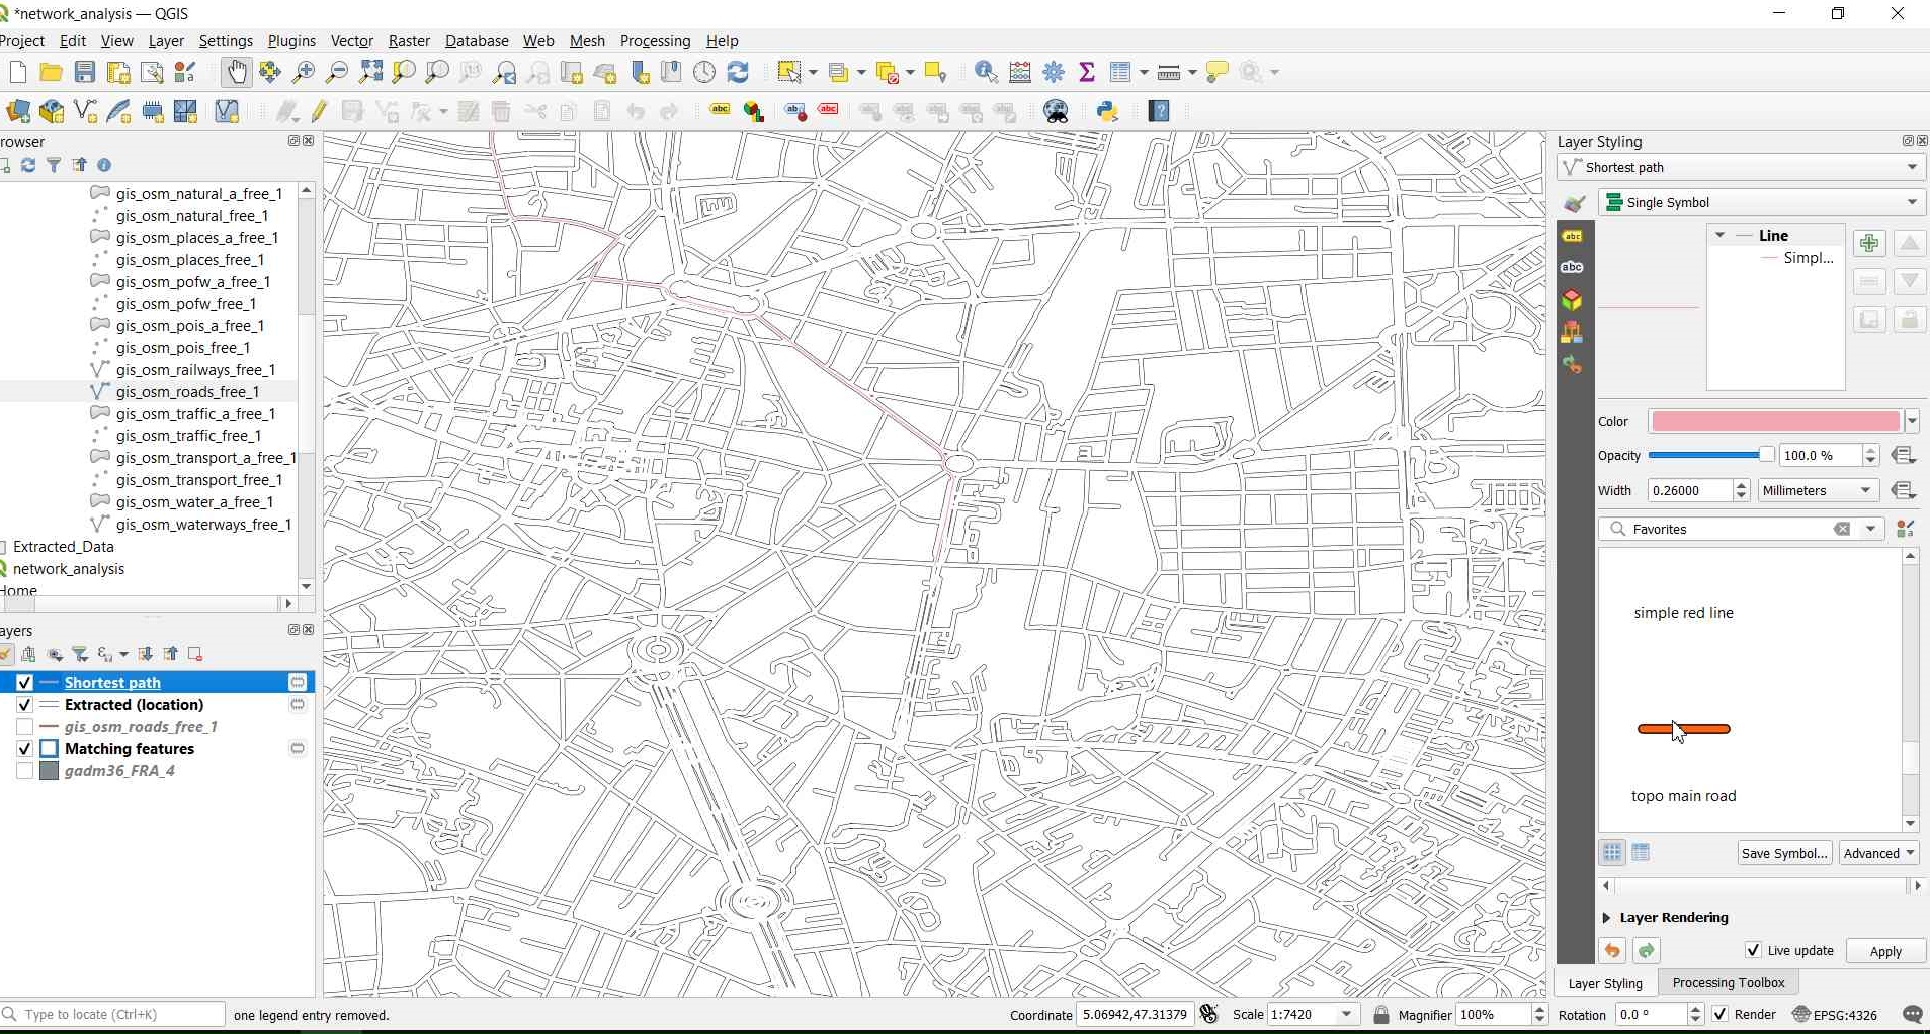 *network_analysis — QGIS
Project Edit View Layer Settings Plugins Vector Raster Database Web Mesh Processing Help
rowser
gis_osm_natural_a_free_1
gis_osm_natural_free_1
gis_osm_places_a_free_1
gis_osm_places_free_1
gis_osm_pofw_a_free_1
gis_osm_pofw_free_1
gis_osm_pois_a_free_1
gis_osm_pois_free_1
gis_osm_railways_free_1
gis_osm_roads_free_1
gis_osm_traffic_a_free_1
gis_osm_traffic_free_1
gis_osm_transport_a_free_1
gis_osm_transport_free_1
gis_osm_water_a_free_1
gis_osm_waterways_free_1
Extracted_Data
network_analysis
Home
ayers
Shortest path
Extracted (location)
gis_osm_roads_free_1
Matching features
gadm36_FRA_4
Layer Styling
Shortest path
Single Symbol
Line
Simpl...
Color
Opacity 100.0 %
Width 0.26000 Millimeters
Favorites
simple red line
topo main road
Save Symbol... Advanced
Layer Rendering
Live update Apply
Layer Styling Processing Toolbox
Type to locate (Ctrl+K) one legend entry removed. Coordinate 5.06942,47.31379 Scale 1:7420 Magnifier 100% Rotation 0.0 ° Render EPSG:4326